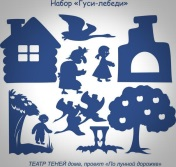 Набор «Гуси-лебеди»
ТЕАТР ТЕНЕЙ дома, проект «По лунной дорожке»